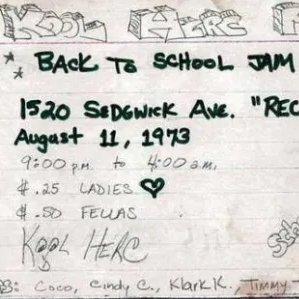 KOOL HERC
BACK TO SCHOOL JAM
1520 SEDGWICK AVE. "REC
August 11, 1973
9:00 p.m. to 4:00 a.m.
$.25 LADIES ♥
$.50 FELLAS
KOOL HERC
Coco, Cindy C., Klark K., TIMMY